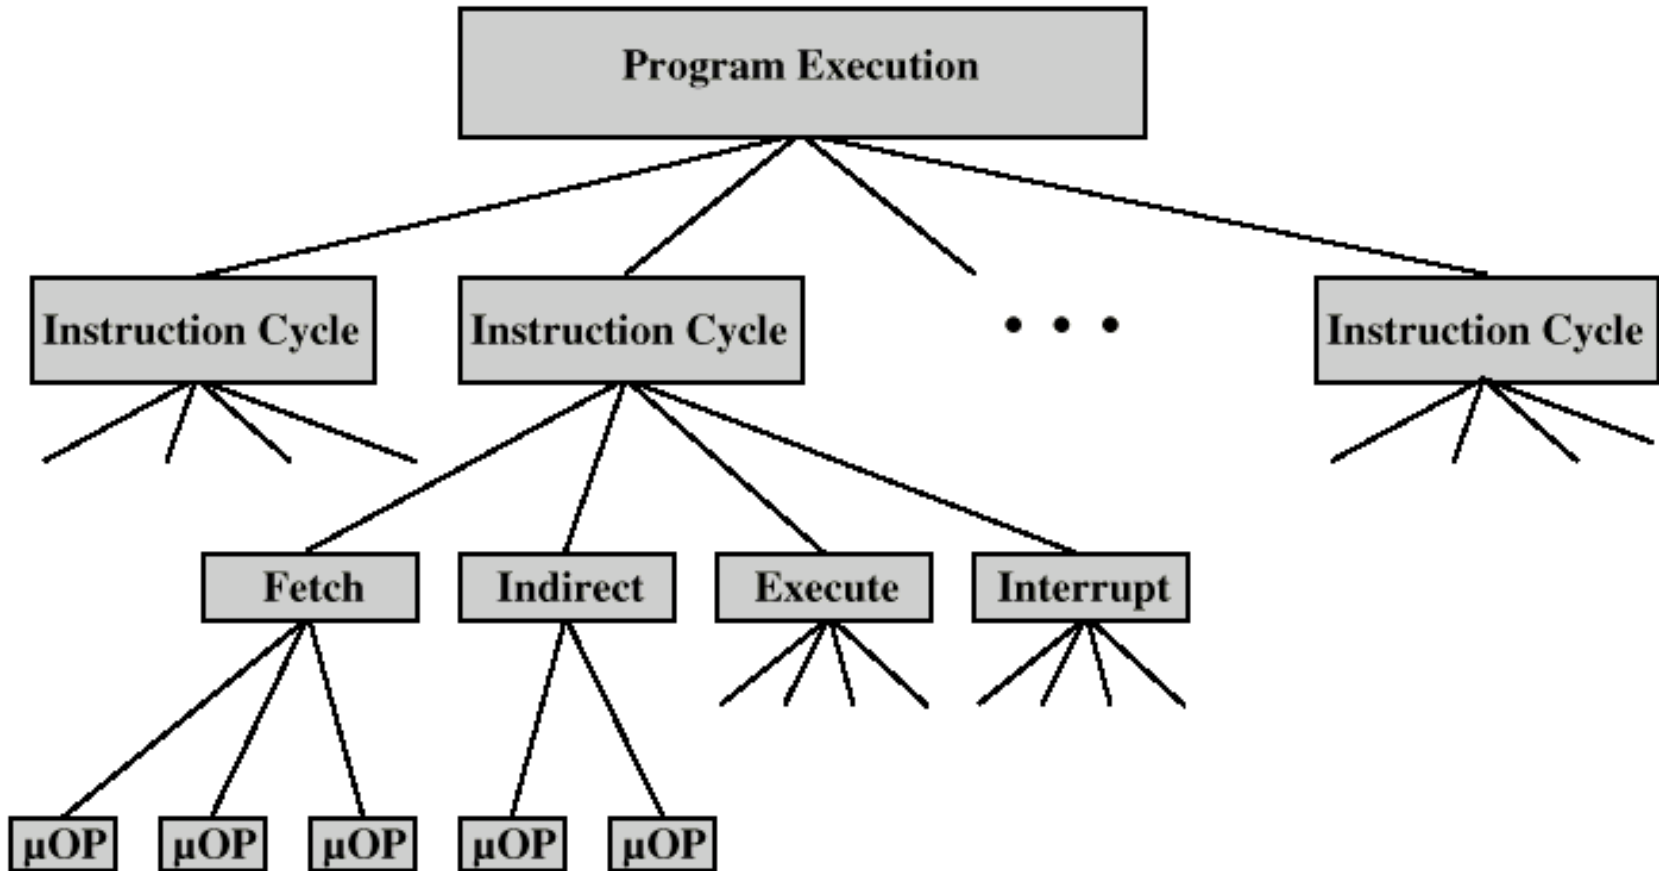 Program Execution
Instruction Cycle
Instruction Cycle
• • •
Instruction Cycle
Fetch
Indirect
Execute
Interrupt
µOP
µOP
µOP
µOP
µOP